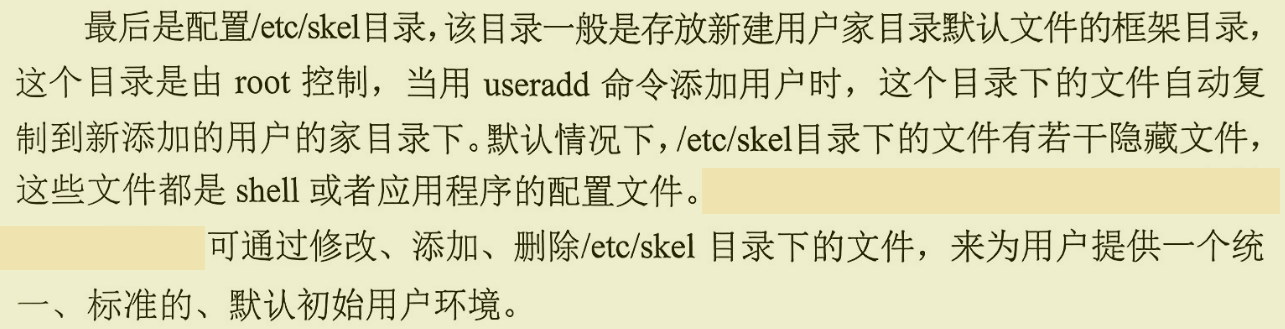 最后是配置/etc/skel目录，该目录一般是存放新建用户家目录默认文件的框架目录，
这个目录是由 root 控制，当用 useradd 命令添加用户时，这个目录下的文件自动复
制到新添加的用户的家目录下。默认情况下，/etc/skel目录下的文件有若干隐藏文件，
这些文件都是 shell 或者应用程序的配置文件。
可通过修改、添加、删除/etc/skel 目录下的文件，来为用户提供一个统
一、标准的、默认初始用户环境。